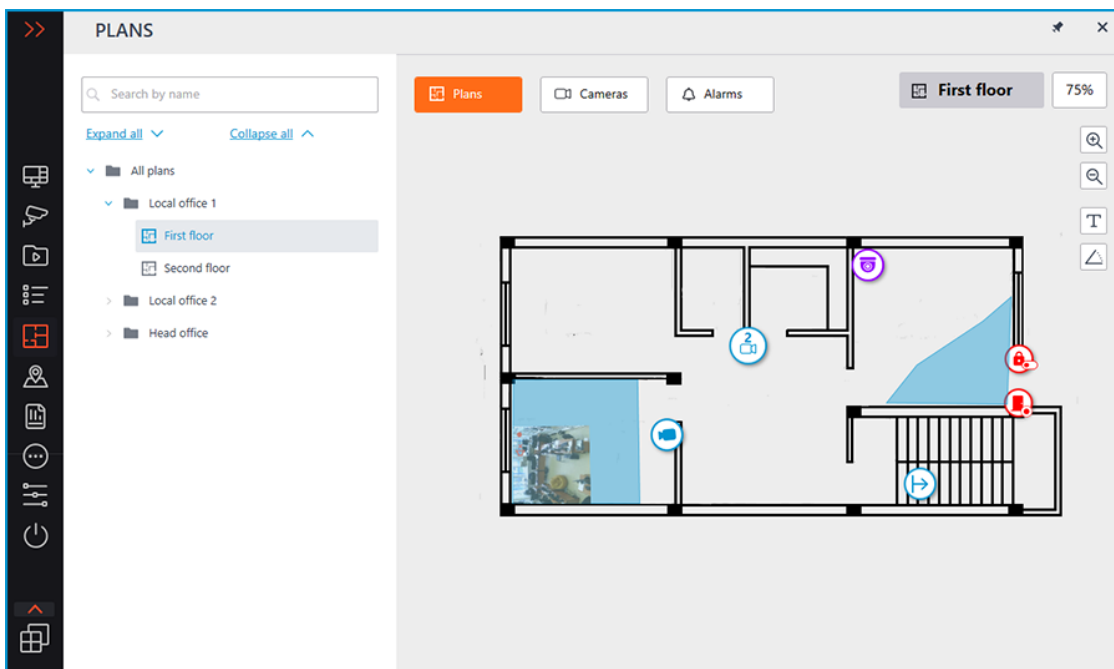 PLANS
Search by name
Expand all
Collapse all
All plans
Local office 1
First floor
Second floor
Local office 2
Head office
Plans
Cameras
Alarms
First floor
75%
T
2